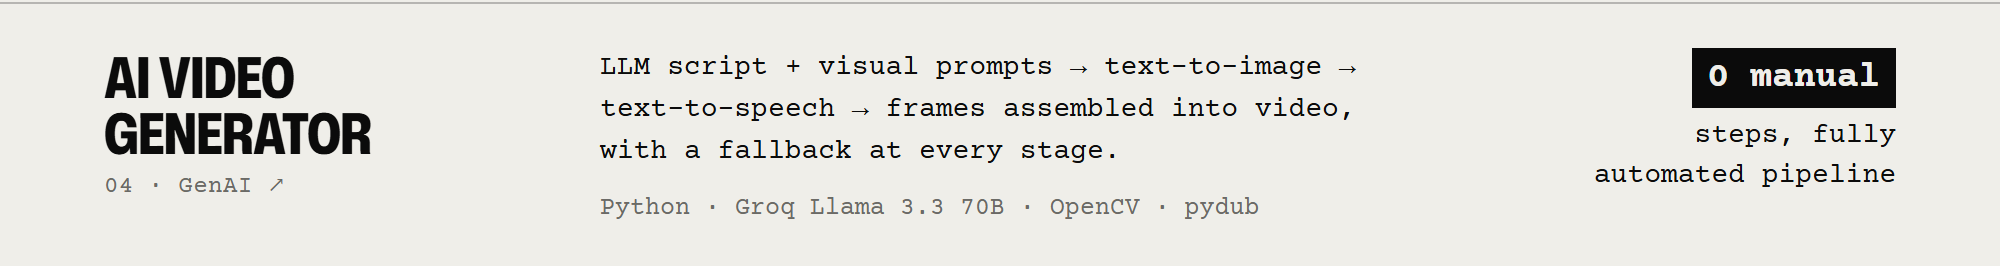 AI VIDEO
GENERATOR
04 · GenAI ↗
LLM script + visual prompts → text-to-image →
text-to-speech → frames assembled into video,
with a fallback at every stage.
Python · Groq Llama 3.3 70B · OpenCV · pydub
0 manual
steps, fully
automated pipeline